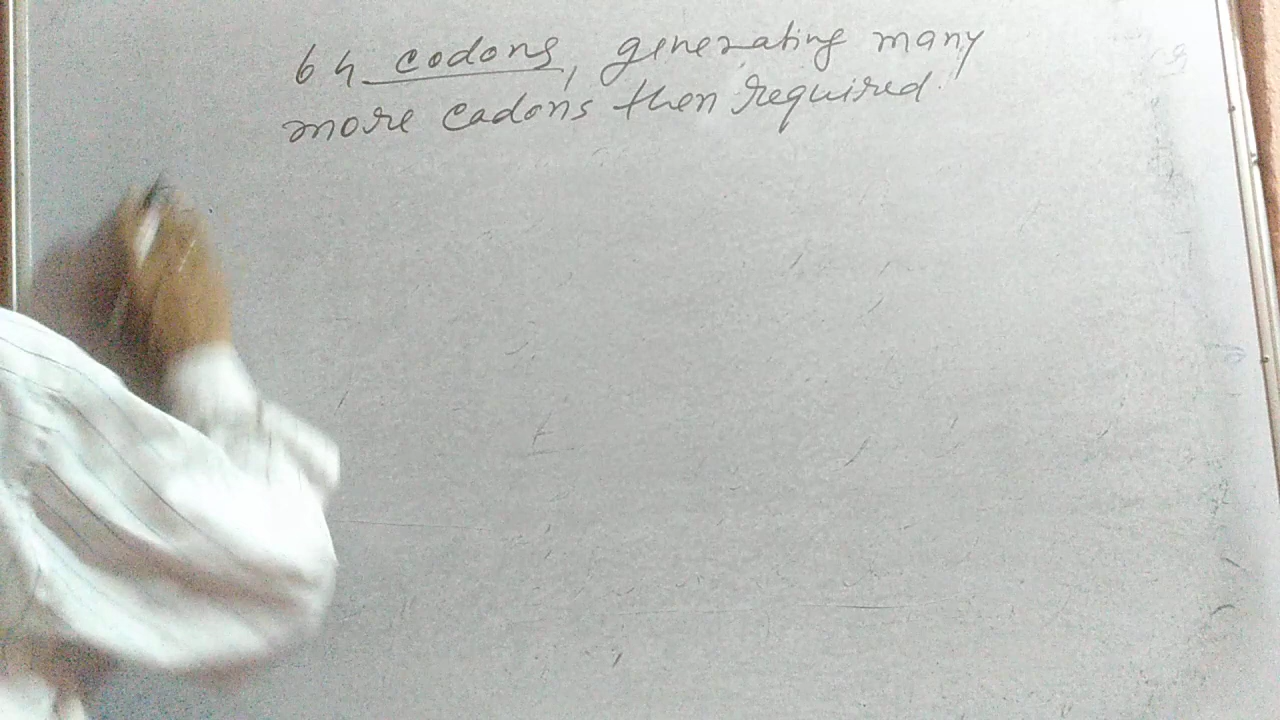 64 codons, generating many
more cadons then required.